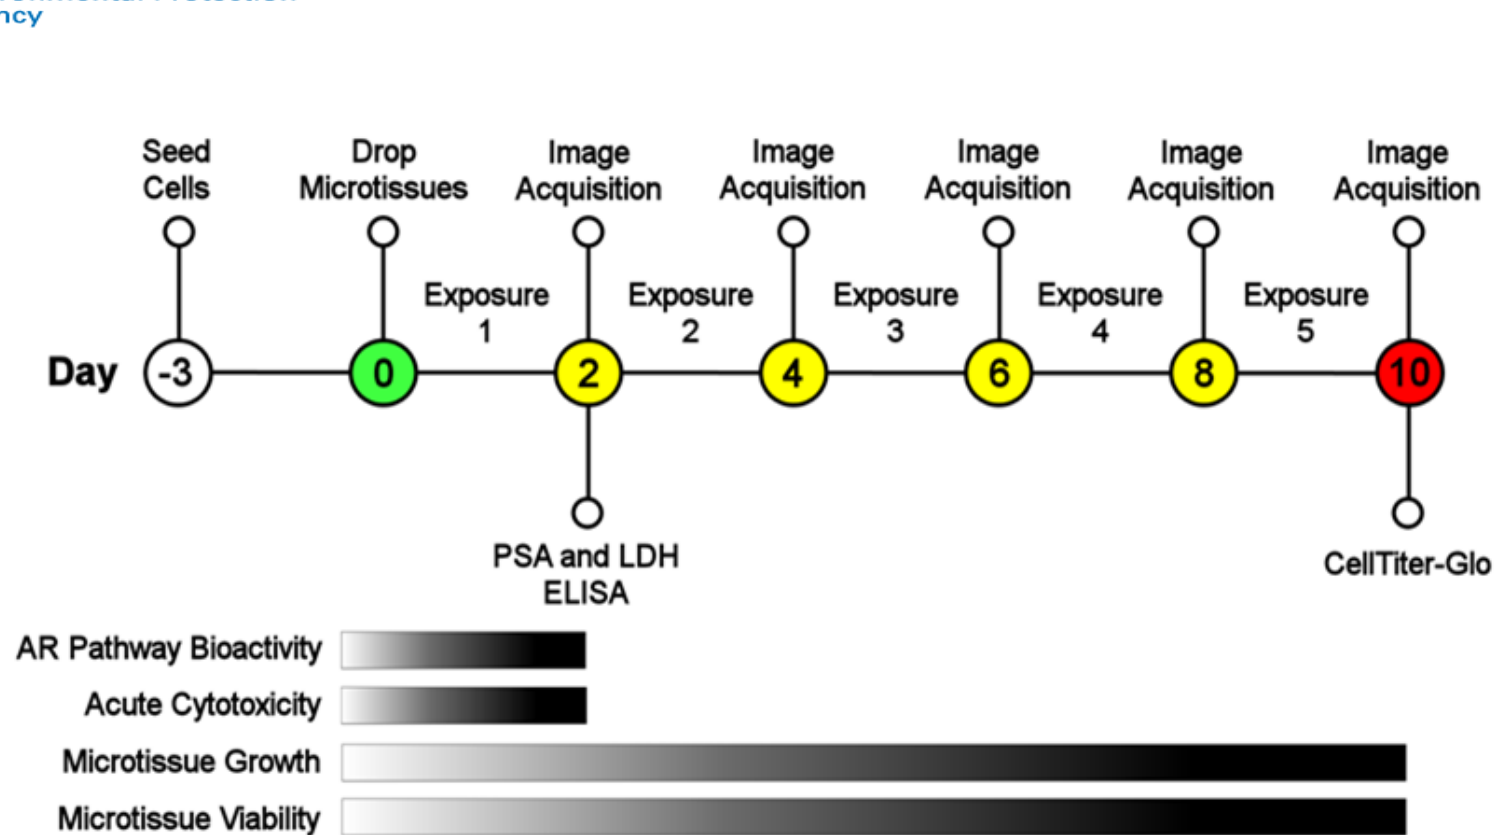 ncy
Seed
Cells
Drop
Microtissues
Image
Acquisition
Image
Acquisition
Image
Acquisition
Image
Acquisition
Image
Acquisition
Exposure
1
Exposure
2
Exposure
3
Exposure
4
Exposure
5
Day -3 0 2 4 6 8 10
PSA and LDH
ELISA
CellTiter-Glo
AR Pathway Bioactivity
Acute Cytotoxicity
Microtissue Growth
Microtissue Viability